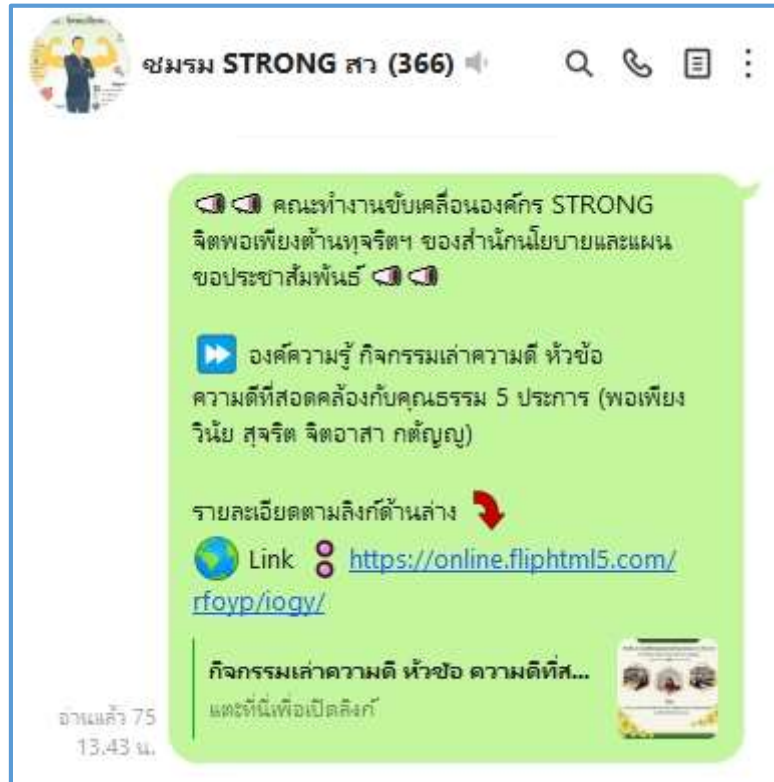 ชมรม STRONG สว (366)
คณะทำงานขับเคลื่อนองค์กร STRONG
จิตพอเพียงต้านทุจริตฯ ของสำนักนโยบายและแผน
ขอประชาสัมพันธ์
องค์ความรู้ กิจกรรมเล่าความดี หัวข้อ
ความดีที่สอดคล้องกับคุณธรรม 5 ประการ (พอเพียง
วินัย สุจริต จิตอาสา กตัญญู)
รายละเอียดตามลิงก์ด้านล่าง
Link https://online.fliphtml5.com/
rfoyp/iogy/
กิจกรรมเล่าความดี หัวข้อ ความดีที่ส...
แตะที่นี่เพื่อเปิดลิงก์
อ่านแล้ว 75
13.43 น.